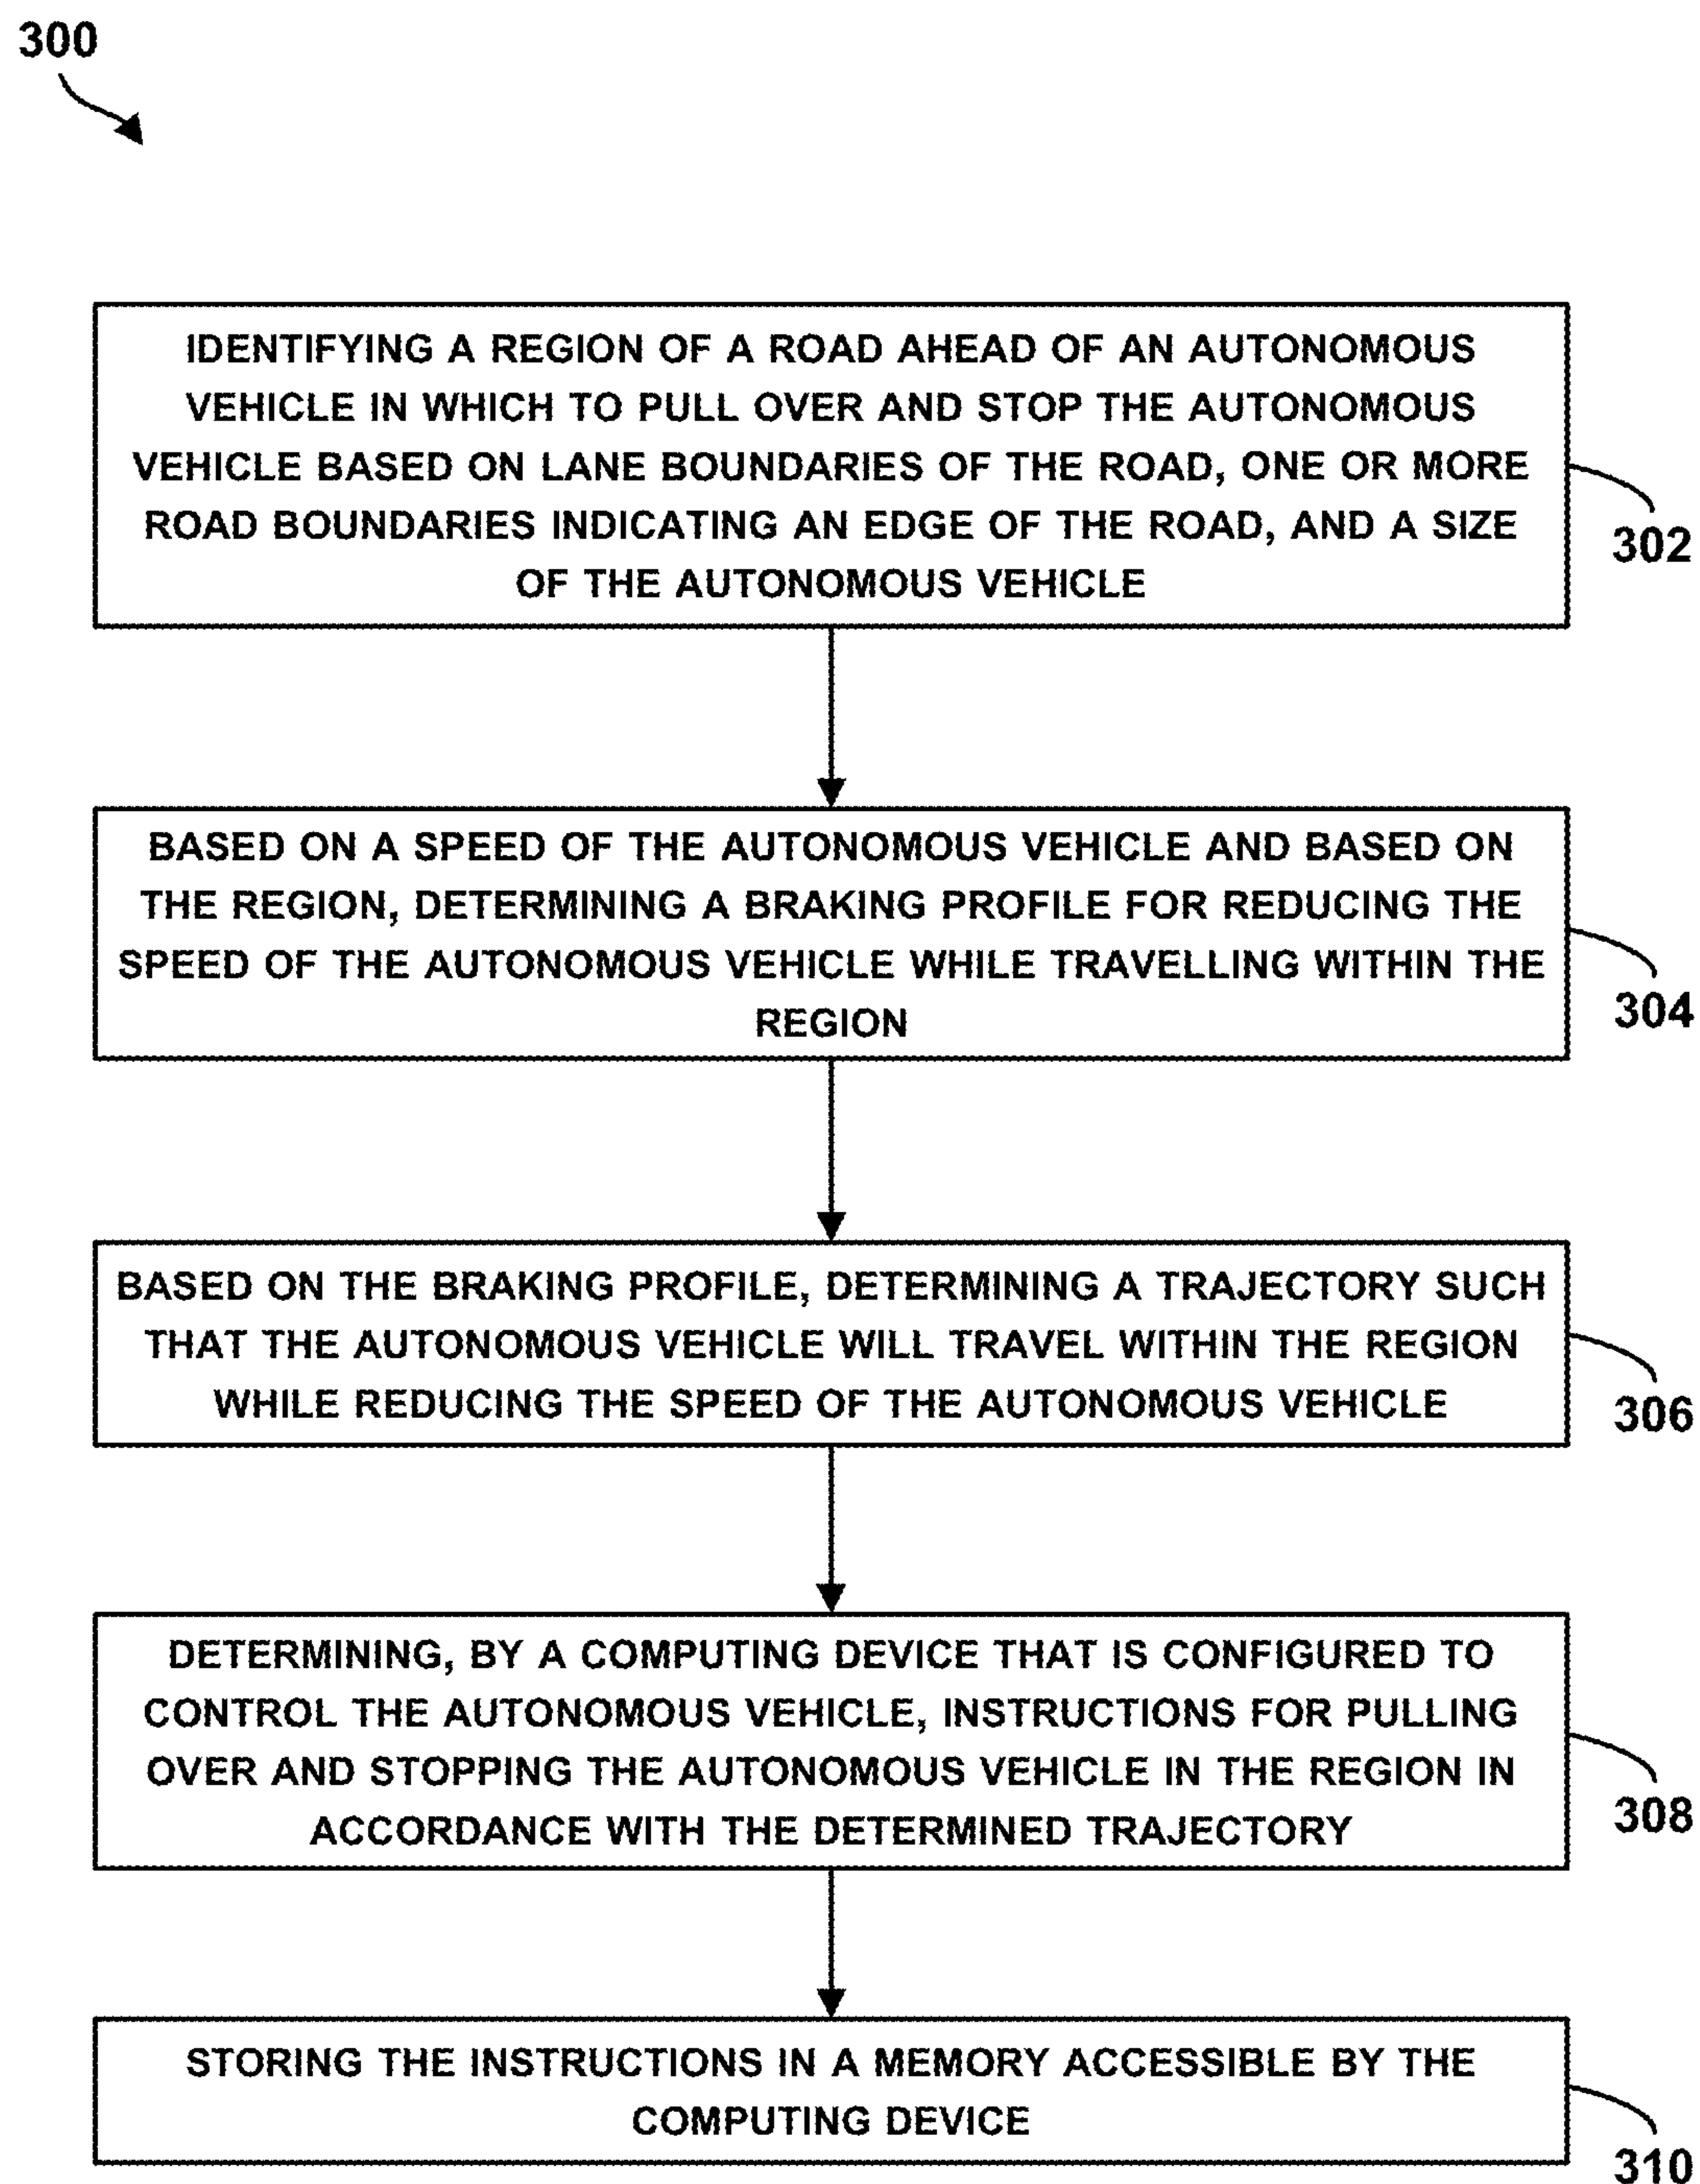 300
IDENTIFYING A REGION OF A ROAD AHEAD OF AN AUTONOMOUS
VEHICLE IN WHICH TO PULL OVER AND STOP THE AUTONOMOUS
VEHICLE BASED ON LANE BOUNDARIES OF THE ROAD, ONE OR MORE
ROAD BOUNDARIES INDICATING AN EDGE OF THE ROAD, AND A SIZE
OF THE AUTONOMOUS VEHICLE
302
BASED ON A SPEED OF THE AUTONOMOUS VEHICLE AND BASED ON
THE REGION, DETERMINING A BRAKING PROFILE FOR REDUCING THE
SPEED OF THE AUTONOMOUS VEHICLE WHILE TRAVELLING WITHIN THE
REGION
304
BASED ON THE BRAKING PROFILE, DETERMINING A TRAJECTORY SUCH
THAT THE AUTONOMOUS VEHICLE WILL TRAVEL WITHIN THE REGION
WHILE REDUCING THE SPEED OF THE AUTONOMOUS VEHICLE
306
DETERMINING, BY A COMPUTING DEVICE THAT IS CONFIGURED TO
CONTROL THE AUTONOMOUS VEHICLE, INSTRUCTIONS FOR PULLING
OVER AND STOPPING THE AUTONOMOUS VEHICLE IN THE REGION IN
ACCORDANCE WITH THE DETERMINED TRAJECTORY
308
STORING THE INSTRUCTIONS IN A MEMORY ACCESSIBLE BY THE
COMPUTING DEVICE
310